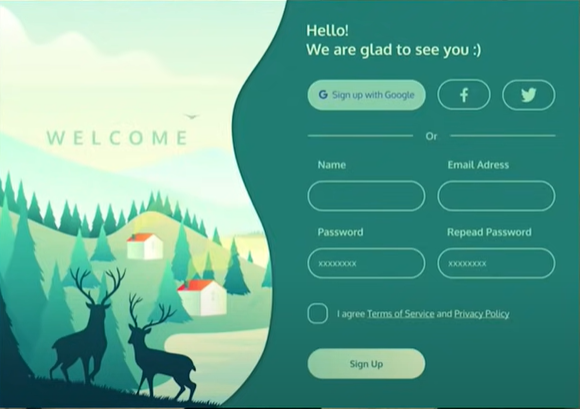 WELCOME
Hello!
We are glad to see you :)
G Sign up with Google
f
Or
Name
Email Adress
Password
Repead Password
xxxxxxxx
xxxxxxxx
I agree Terms of Service and Privacy Policy
Sign Up